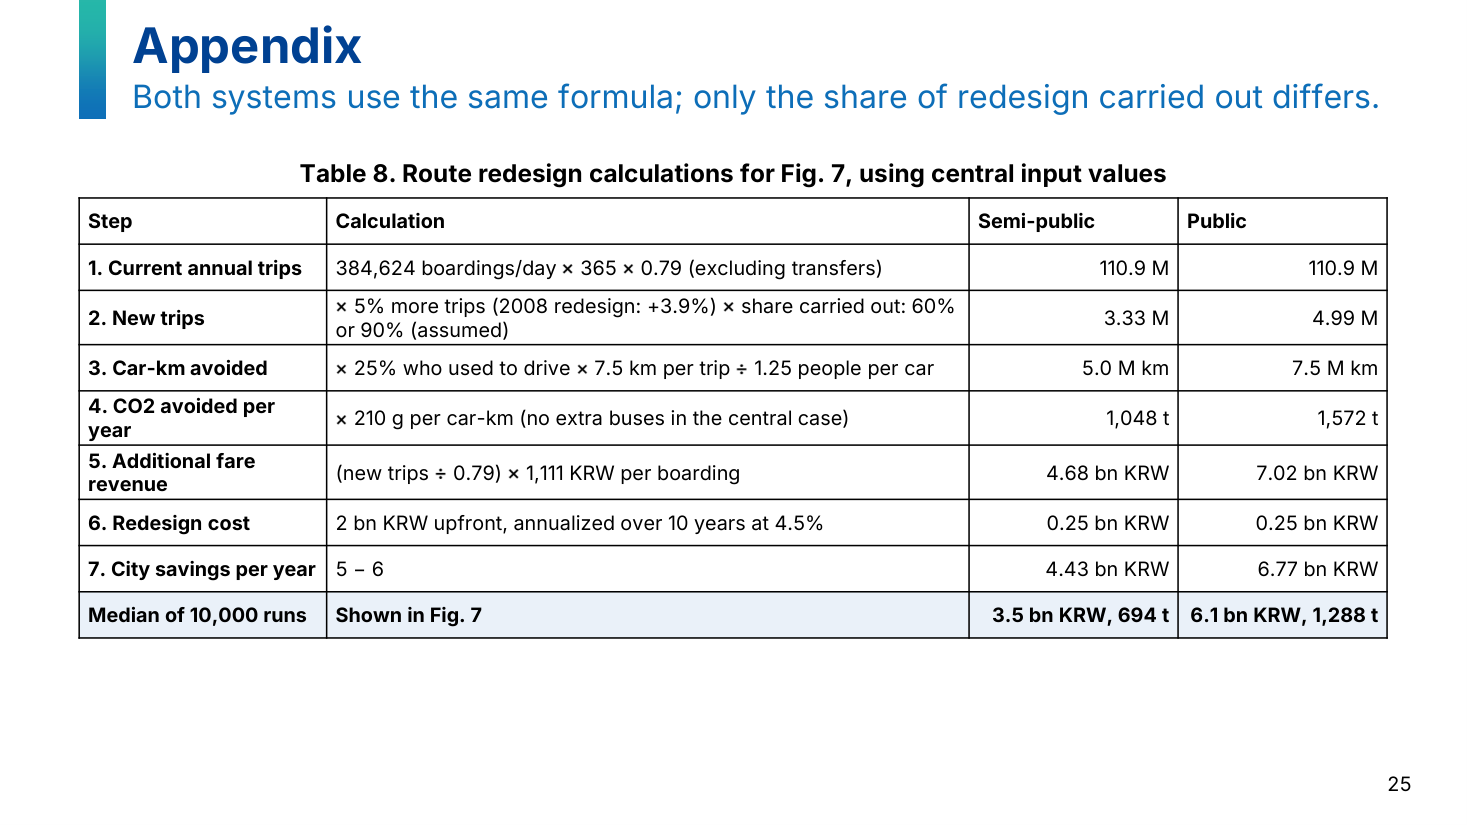 Appendix
Both systems use the same formula; only the share of redesign carried out differs.
Table 8. Route redesign calculations for Fig. 7, using central input values
Step Calculation Semi-public Public
1. Current annual trips 384,624 boardings/day × 365 × 0.79 (excluding transfers) 110.9 M 110.9 M
2. New trips × 5% more trips (2008 redesign: +3.9%) × share carried out: 60%
or 90% (assumed) 3.33 M 4.99 M
3. Car-km avoided × 25% who used to drive × 7.5 km per trip ÷ 1.25 people per car 5.0 M km 7.5 M km
4. CO2 avoided per
year × 210 g per car-km (no extra buses in the central case) 1,048 t 1,572 t
5. Additional fare
revenue (new trips ÷ 0.79) × 1,111 KRW per boarding 4.68 bn KRW 7.02 bn KRW
6. Redesign cost 2 bn KRW upfront, annualized over 10 years at 4.5% 0.25 bn KRW 0.25 bn KRW
7. City savings per year 5 − 6 4.43 bn KRW 6.77 bn KRW
Median of 10,000 runs Shown in Fig. 7 3.5 bn KRW, 694 t 6.1 bn KRW, 1,288 t
25